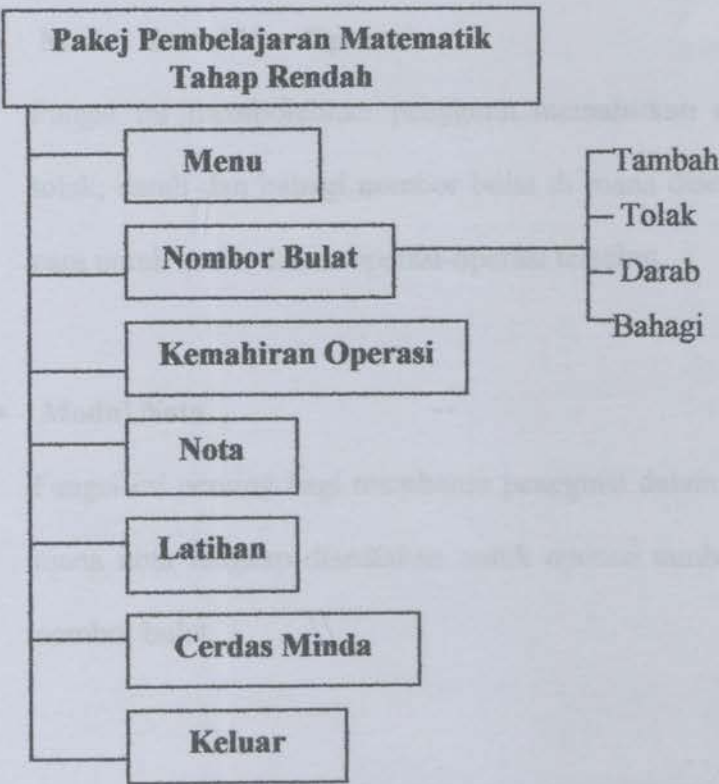 Pakej Pembelajaran Matematik
Tahap Rendah
Menu
Nombor Bulat
Tambah
Tolak
Darab
Bahagi
Kemahiran Operasi
Nota
Latihan
Cerdas Minda
Keluar